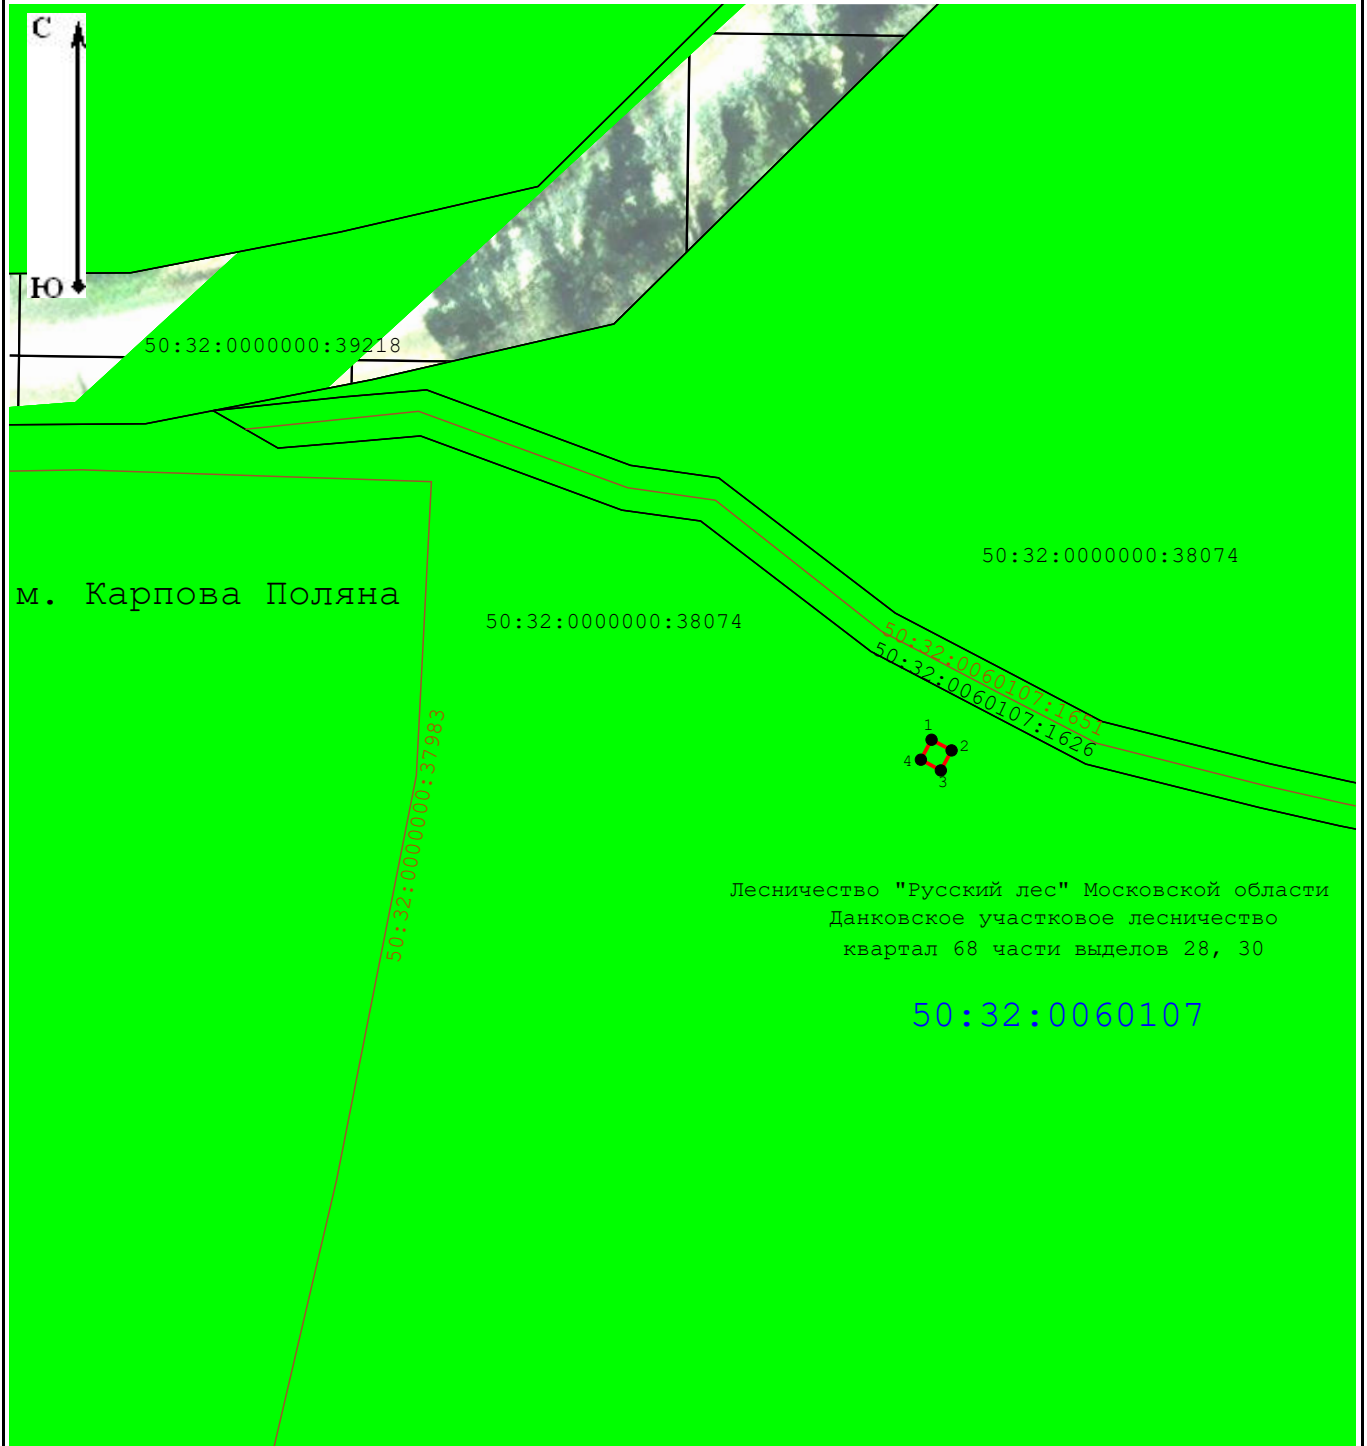 С
Ю
50:32:0000000:39218
50:32:0000000:38074
м. Карпова Поляна
50:32:0000000:38074
50:32:0060107:1651
50:32:0060107:1626
50:32:0000000:37983
1
2
4
3
Лесничество "Русский лес" Московской области
Данковское участковое лесничество
квартал 68 части выделов 28, 30
50:32:0060107